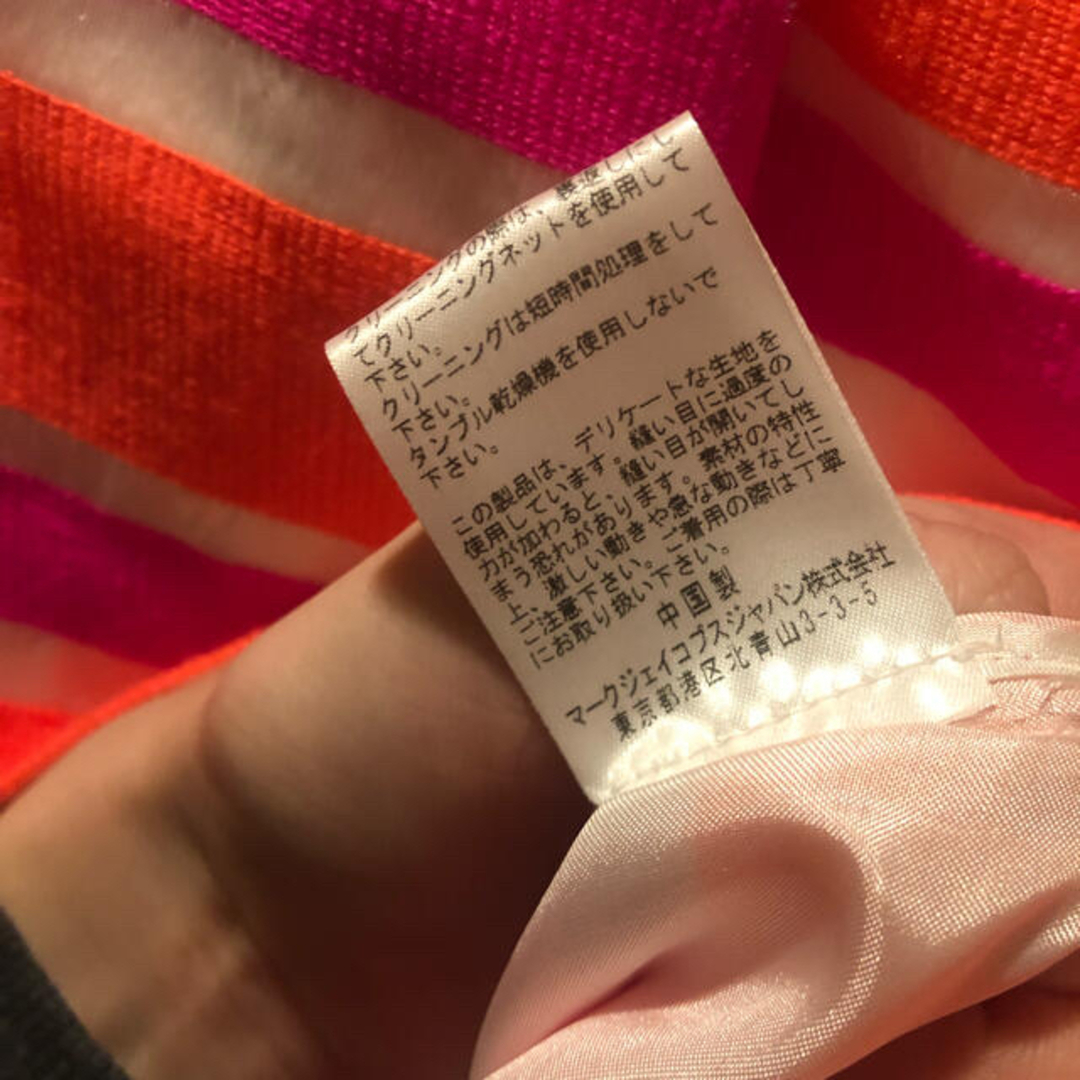 クリーニングの際は、裏返しにし
てクリーニングネットを使用して
下さい。
クリーニングは短時間処理をして
下さい。
タンブル乾燥機を使用しないで
下さい。
この製品は、デリケートな生地を
使用しています。縫い目に過度の
力が加わると、縫い目が開いてし
まう恐れがあります。素材の特性
上、激しい動きや急な動きなどに
ご注意下さい。ご着用の際は丁寧
にお取り扱い下さい。
中国製
マークジェイコブスジャパン株式会社
東京都港区北青山3-3-5